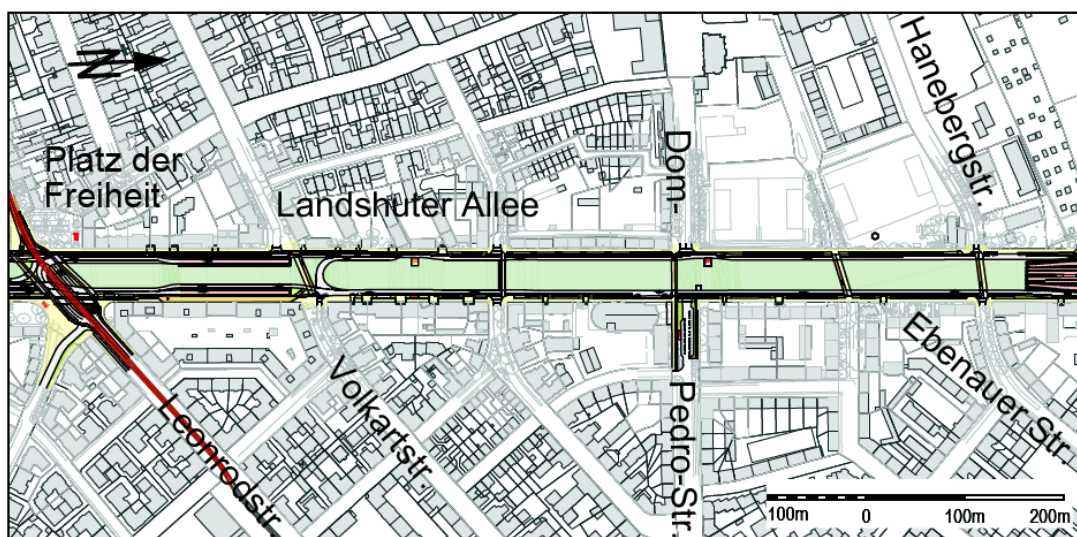 N
Hanebergstr.
Platz der
Freiheit
Landshuter Allee
Dom-
Pedro-Str.
Volkartstr.
Leonrodstr.
Ebenauer Str.
100m 0 100m 200m